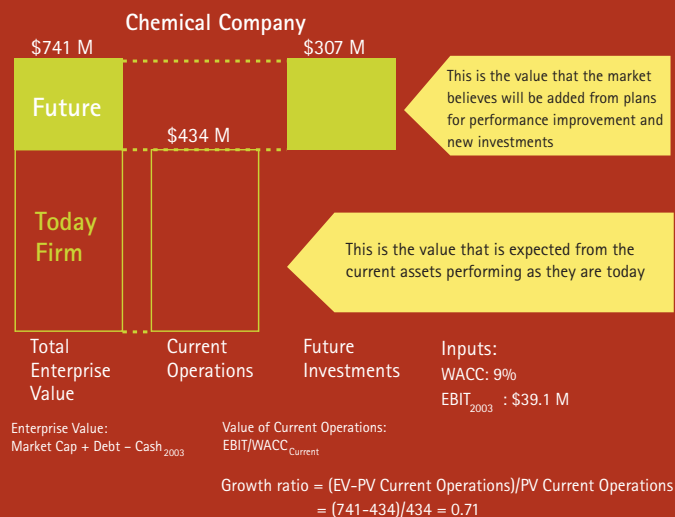 Chemical Company
$741 M
$307 M
Future
This is the value that the market
believes will be added from plans
for performance improvement and
new investments
$434 M
Today
Firm
This is the value that is expected from the
current assets performing as they are today
Total
Enterprise
Value
Current
Operations
Future
Investments
Inputs:
WACC: 9%
EBIT2003 : $39.1 M
Enterprise Value:
Market Cap + Debt – Cash2003
Value of Current Operations:
EBIT/WACCCurrent
Growth ratio = (EV-PV Current Operations)/PV Current Operations
= (741-434)/434 = 0.71